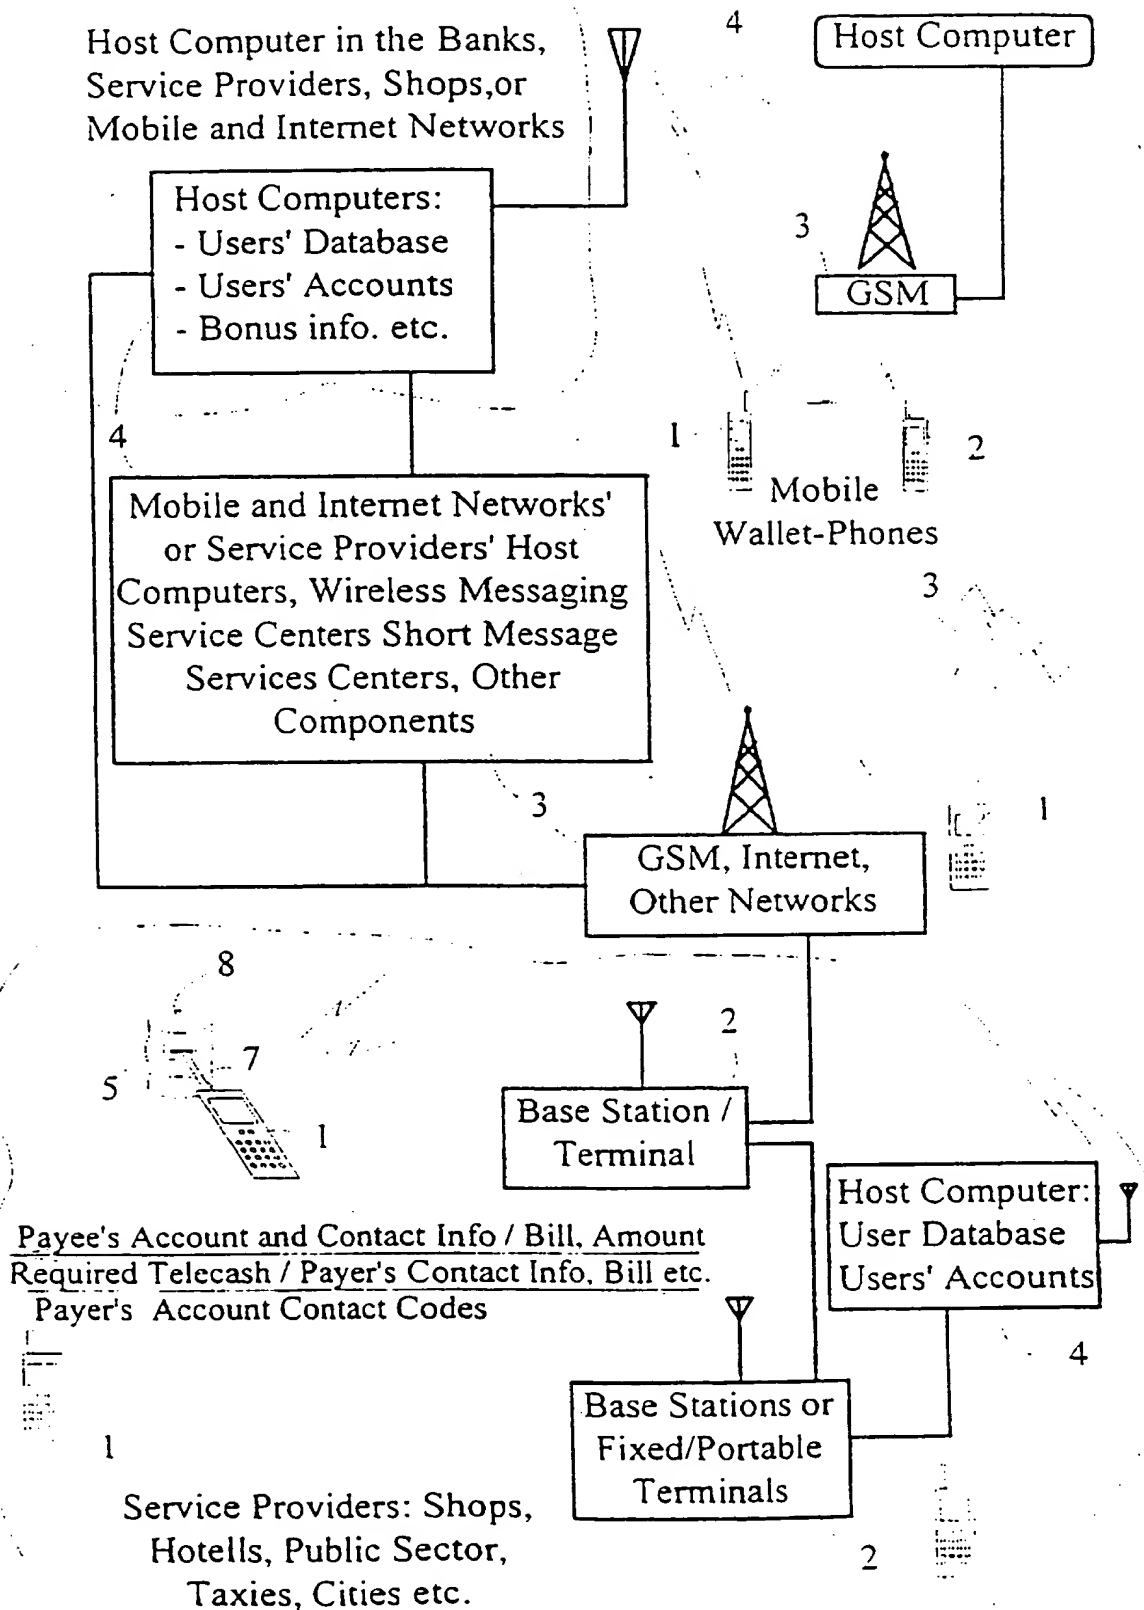 Host Computer in the Banks,
Service Providers, Shops,or
Mobile and Internet Networks
4
Host Computer
Host Computers:
- Users' Database
- Users' Accounts
- Bonus info. etc.
3
GSM
4
1
2
Mobile
Wallet-Phones
Mobile and Internet Networks'
or Service Providers' Host
Computers, Wireless Messaging
Service Centers Short Message
Services Centers, Other
Components
3
3
1
GSM, Internet,
Other Networks
8
5
7
1
2
Base Station /
Terminal
Host Computer:
User Database
Users' Accounts
Payee's Account and Contact Info / Bill, Amount
Required Telecash / Payer's Contact Info, Bill etc.
Payer's Account Contact Codes
4
1
Base Stations or
Fixed/Portable
Terminals
2
Service Providers: Shops,
Hotells, Public Sector,
Taxies, Cities etc.